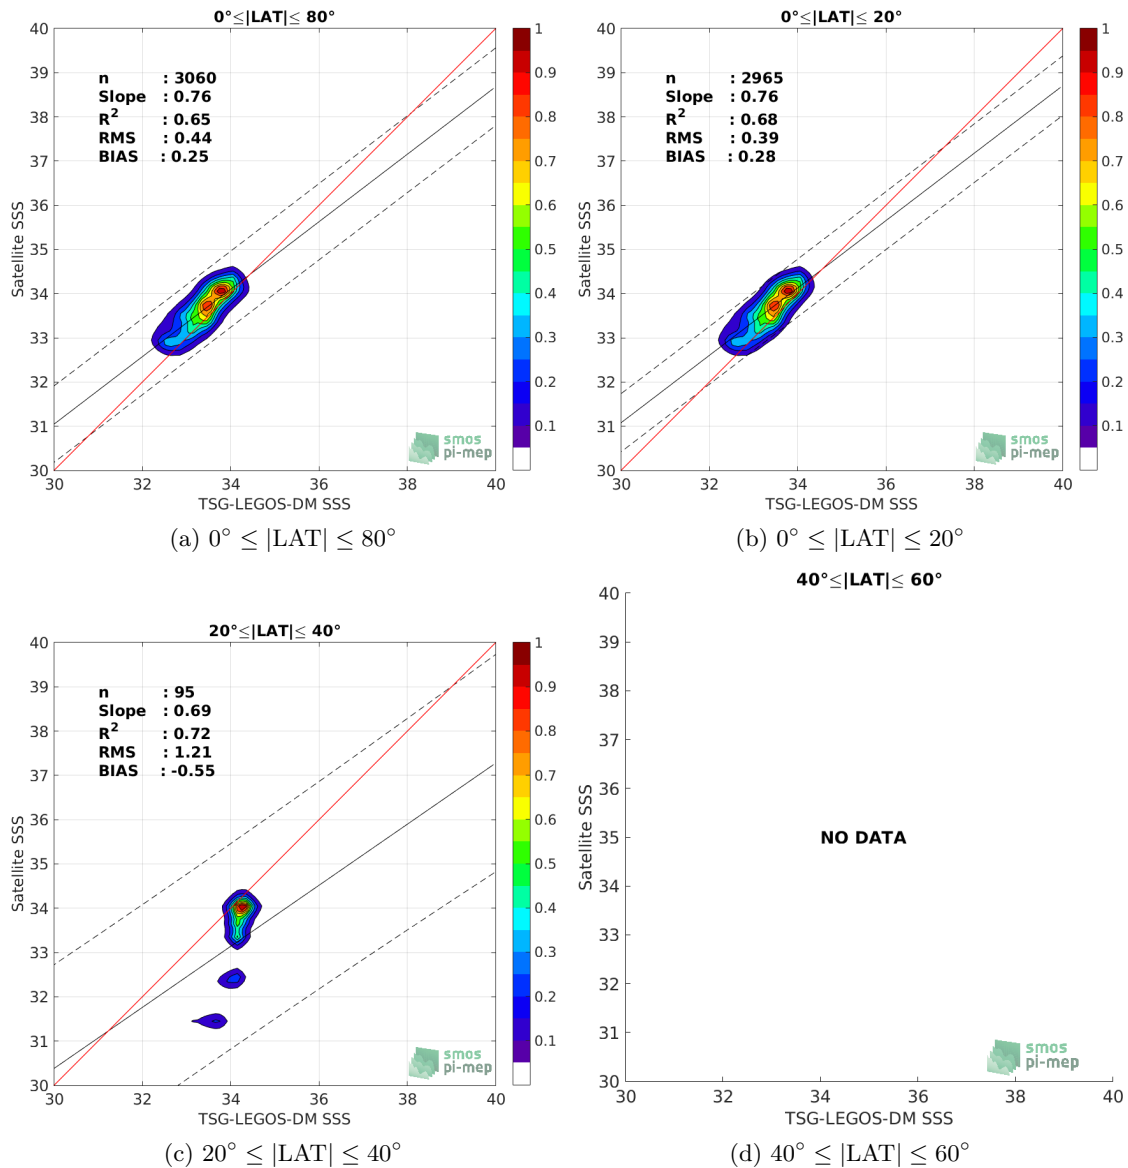 0°≤|LAT|≤ 80°
40
39
38
37
36
35
34
33
32
31
30
30
32
34
36
38
40
Satellite SSS
TSG-LEGOS-DM SSS
n : 3060
Slope : 0.76
R² : 0.65
RMS : 0.44
BIAS : 0.25
1
0.9
0.8
0.7
0.6
0.5
0.4
0.3
0.2
0.1
smos
pi-mep
(a) 0° ≤ |LAT| ≤ 80°
0°≤|LAT|≤ 20°
40
39
38
37
36
35
34
33
32
31
30
30
32
34
36
38
40
Satellite SSS
TSG-LEGOS-DM SSS
n : 2965
Slope : 0.76
R² : 0.68
RMS : 0.39
BIAS : 0.28
1
0.9
0.8
0.7
0.6
0.5
0.4
0.3
0.2
0.1
smos
pi-mep
(b) 0° ≤ |LAT| ≤ 20°
20°≤|LAT|≤ 40°
40
39
38
37
36
35
34
33
32
31
30
30
32
34
36
38
40
Satellite SSS
TSG-LEGOS-DM SSS
n : 95
Slope : 0.69
R² : 0.72
RMS : 1.21
BIAS : -0.55
1
0.9
0.8
0.7
0.6
0.5
0.4
0.3
0.2
0.1
smos
pi-mep
(c) 20° ≤ |LAT| ≤ 40°
40°≤|LAT|≤ 60°
40
39
38
37
36
35
34
33
32
31
30
30
32
34
36
38
40
Satellite SSS
TSG-LEGOS-DM SSS
NO DATA
smos
pi-mep
(d) 40° ≤ |LAT| ≤ 60°